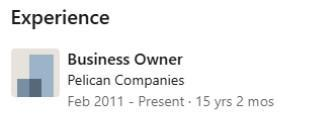 Experience
Business Owner
Pelican Companies
Feb 2011 - Present · 15 yrs 2 mos